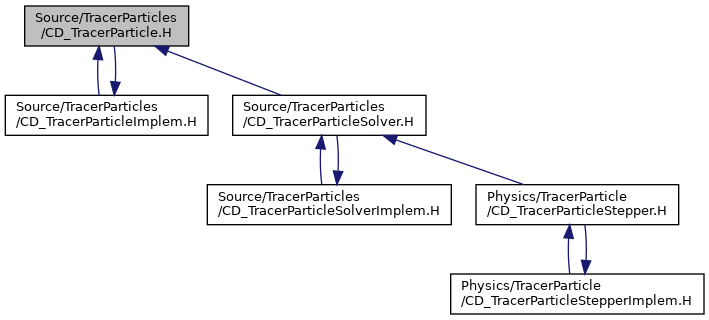 Source/TracerParticles
/CD_TracerParticle.H
Source/TracerParticles
/CD_TracerParticleImplem.H
Source/TracerParticles
/CD_TracerParticleSolver.H
Source/TracerParticles
/CD_TracerParticleSolverImplem.H
Physics/TracerParticle
/CD_TracerParticleStepper.H
Physics/TracerParticle
/CD_TracerParticleStepperImplem.H